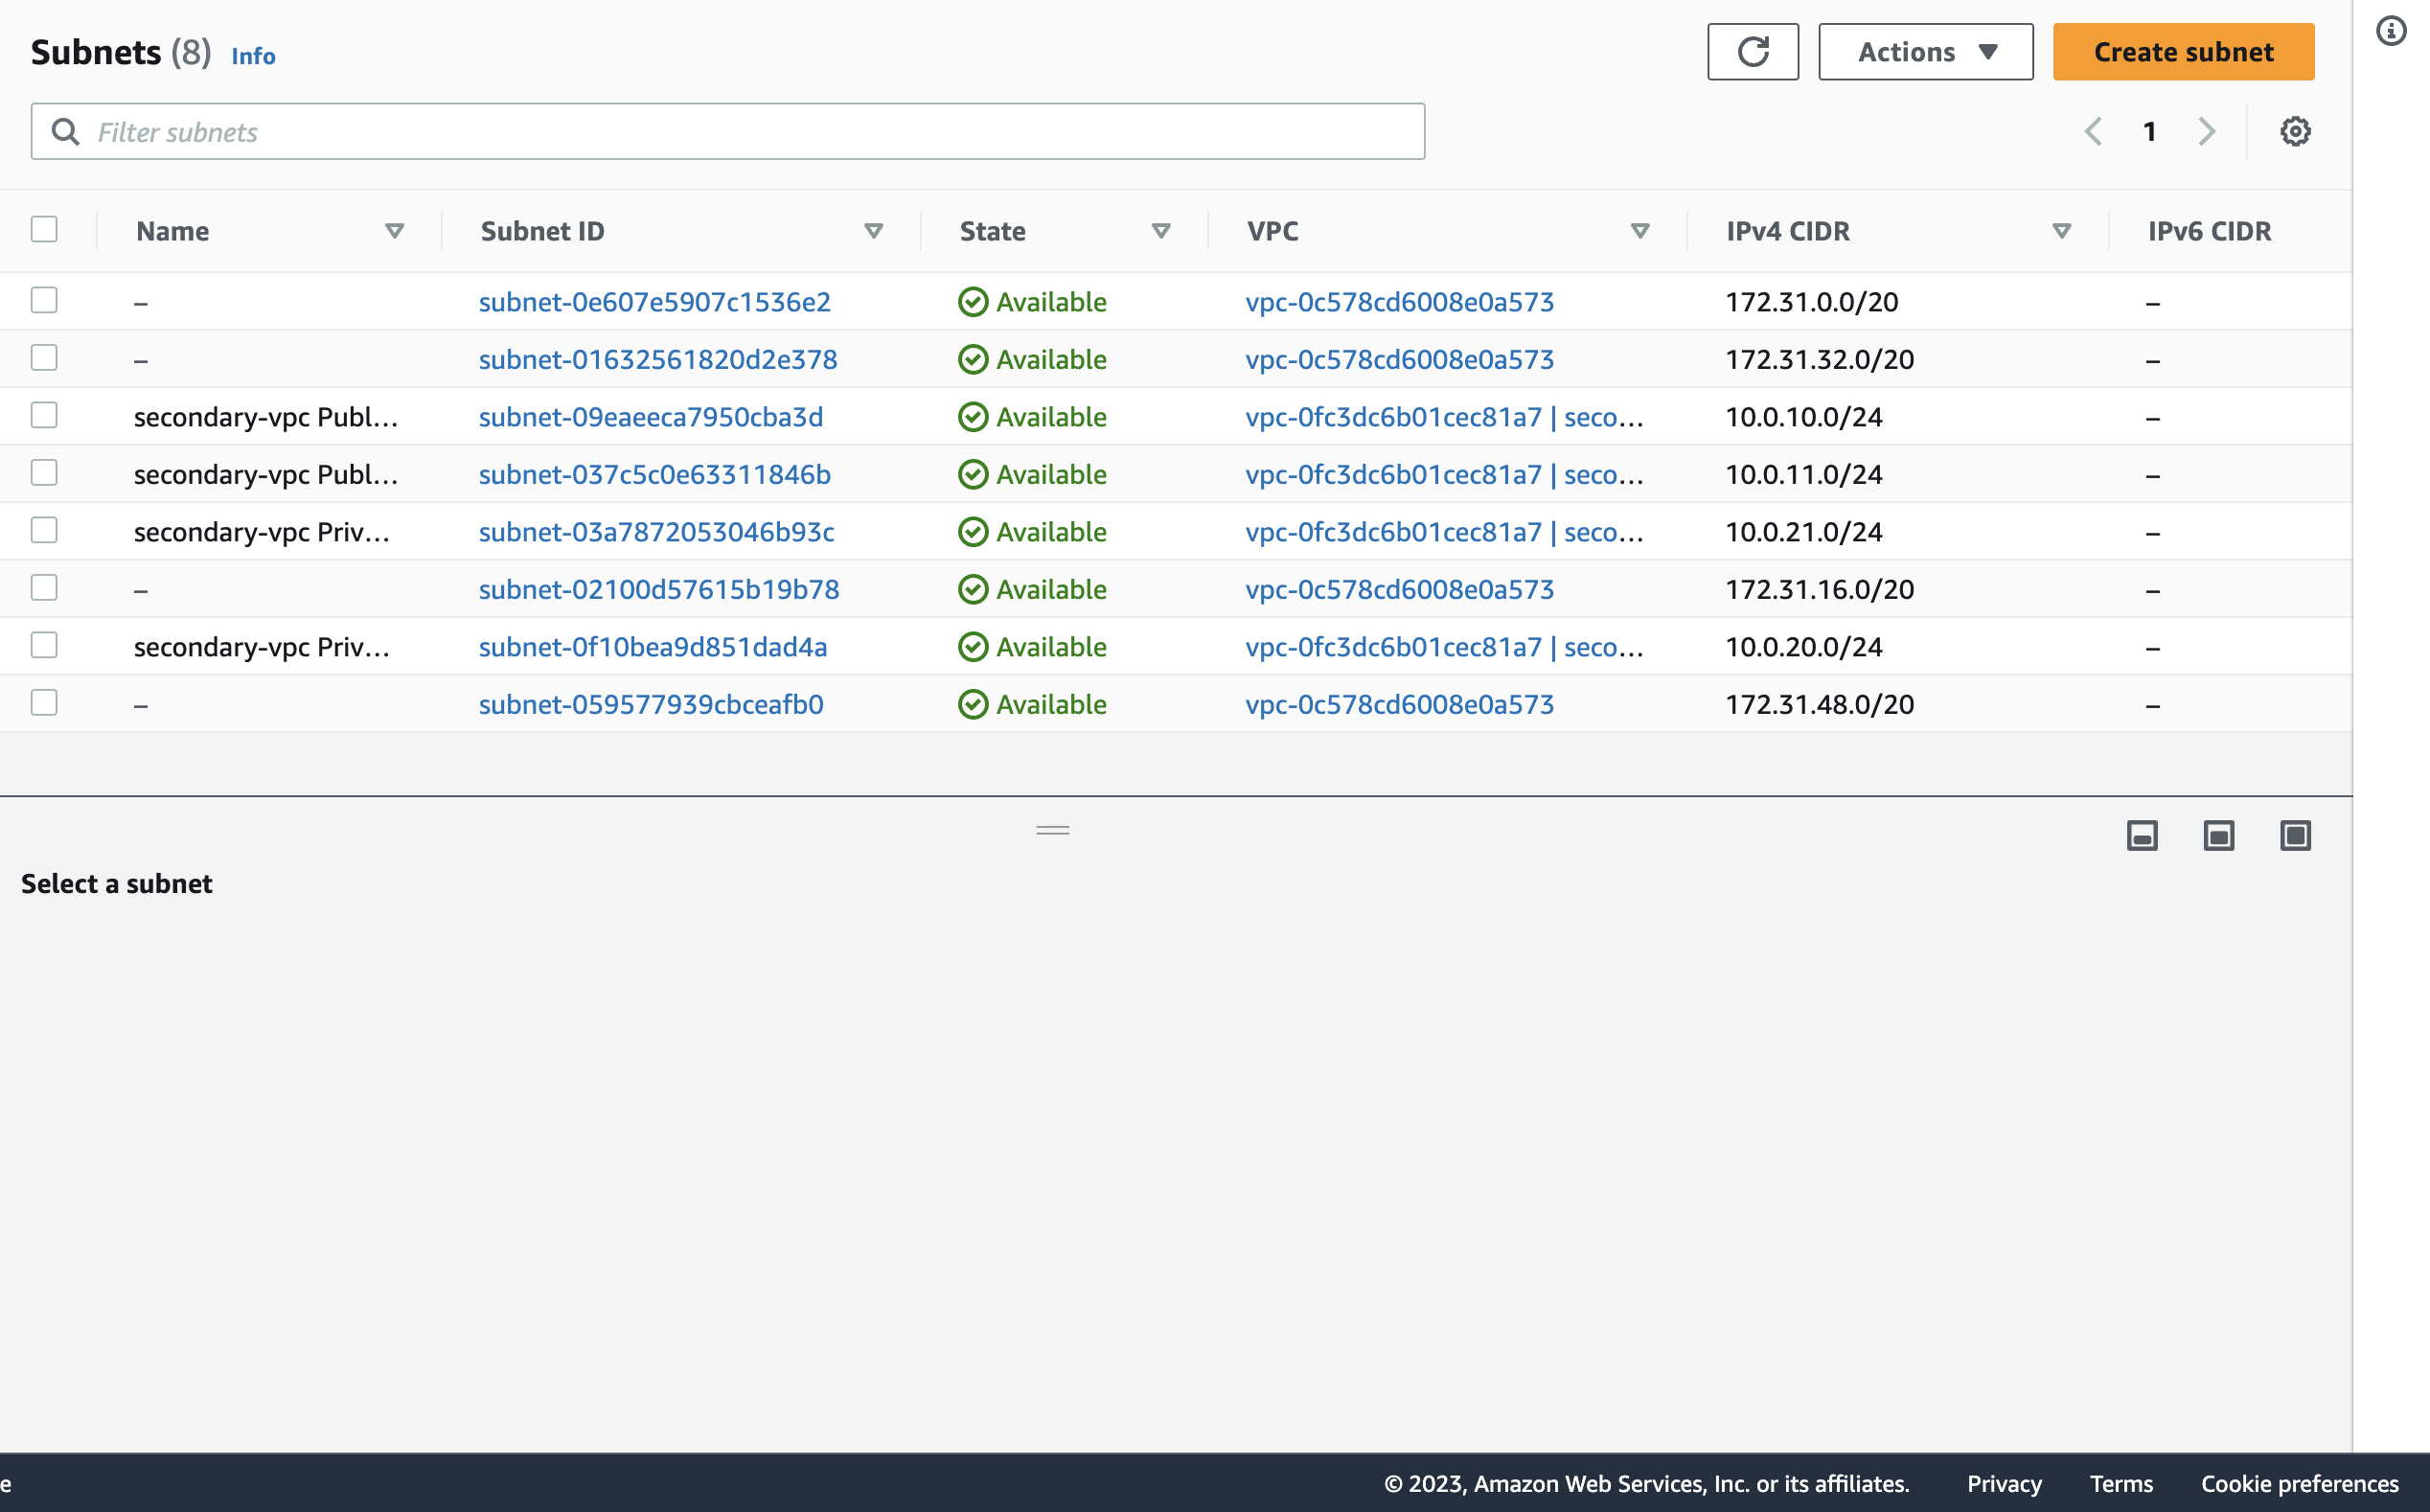 Subnets (8) Info
Actions Create subnet
Filter subnets
1
Name Subnet ID State VPC IPv4 CIDR IPv6 CIDR
– subnet-0e607e5907c1536e2 Available vpc-0c578cd6008e0a573 172.31.0.0/20 –
– subnet-01632561820d2e378 Available vpc-0c578cd6008e0a573 172.31.32.0/20 –
secondary-vpc Publ... subnet-09eaeeca7950cba3d Available vpc-0fc3dc6b01cec81a7 | seco... 10.0.10.0/24 –
secondary-vpc Publ... subnet-037c5c0e63311846b Available vpc-0fc3dc6b01cec81a7 | seco... 10.0.11.0/24 –
secondary-vpc Priv... subnet-03a7872053046b93c Available vpc-0fc3dc6b01cec81a7 | seco... 10.0.21.0/24 –
– subnet-02100d57615b19b78 Available vpc-0c578cd6008e0a573 172.31.16.0/20 –
secondary-vpc Priv... subnet-0f10bea9d851dad4a Available vpc-0fc3dc6b01cec81a7 | seco... 10.0.20.0/24 –
– subnet-059577939cbceafb0 Available vpc-0c578cd6008e0a573 172.31.48.0/20 –
Select a subnet
e © 2023, Amazon Web Services, Inc. or its affiliates. Privacy Terms Cookie preferences